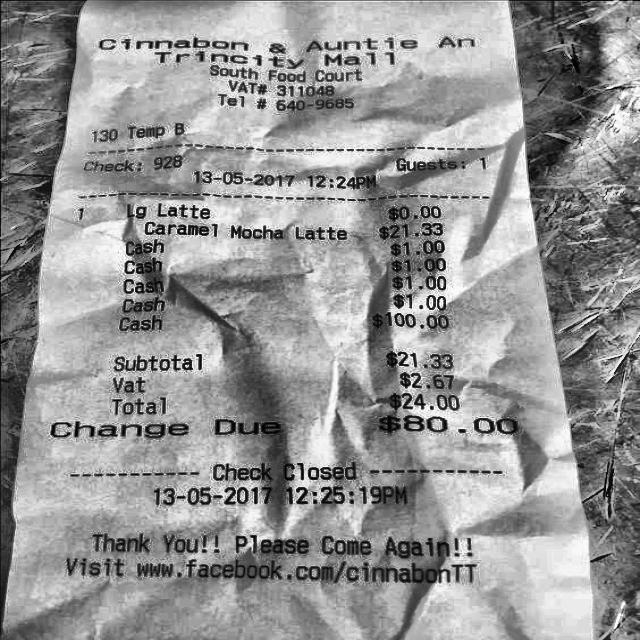 Cinnabon & Auntie An
Trincity Mall
South Food Court
VAT# 311048
Tel # 640-9685
130 Temp B
Check: 928 Guests: 1
13-05-2017 12:24PM
1 Lg Latte $0.00
Caramel Mocha Latte $21.33
Cash $1.00
Cash $1.00
Cash $1.00
Cash $1.00
Cash $100.00
Subtotal $21.33
Vat $2.67
Total $24.00
Change Due $80.00
----------- Check Closed -----------
13-05-2017 12:25:19PM
Thank You!! Please Come Again!!
Visit www.facebook.com/cinnabonTT